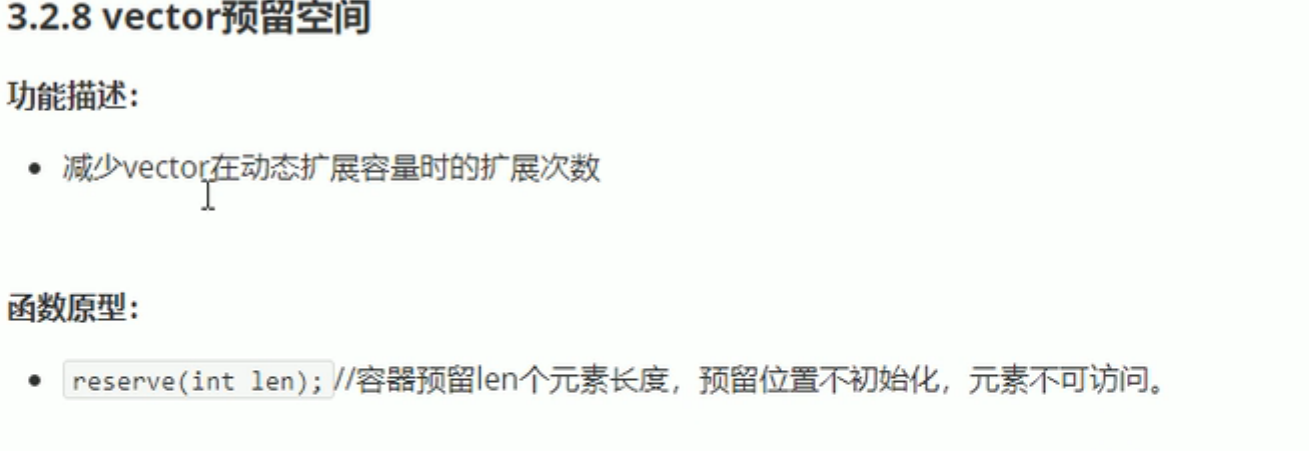 3.2.8 vector预留空间
功能描述：
减少vector在动态扩展容量时的扩展次数
函数原型：
reserve(int len);//容器预留len个元素长度，预留位置不初始化，元素不可访问。